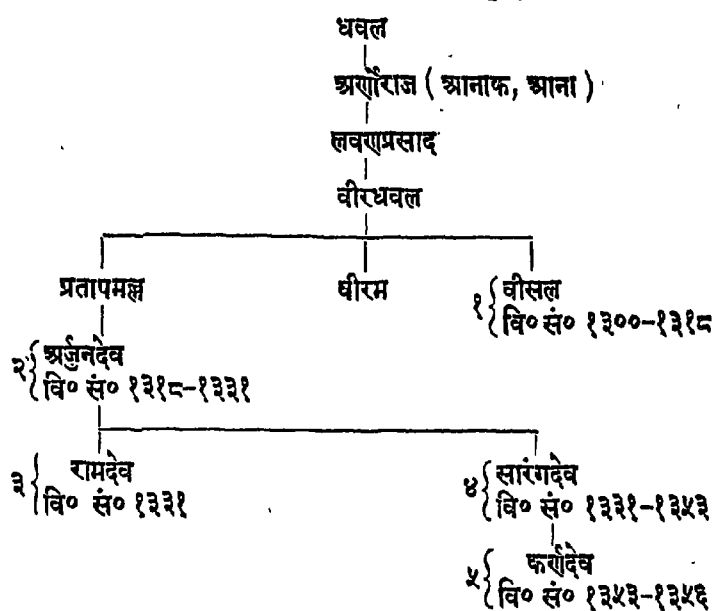 धवल
अर्णोराज ( आनाक, आना )
लवणप्रसाद
वीरधवल
प्रतापमल्ल वीरम १ { वीसल
वि० सं० १३००-१३१८
२ { अर्जुनदेव
वि० सं० १३१८-१३३१
३ { रामदेव
वि० सं० १३३१
४ { सारंगदेव
वि० सं० १३३१-१३५३
५ { कर्णदेव
वि० सं० १३५३-१३५६